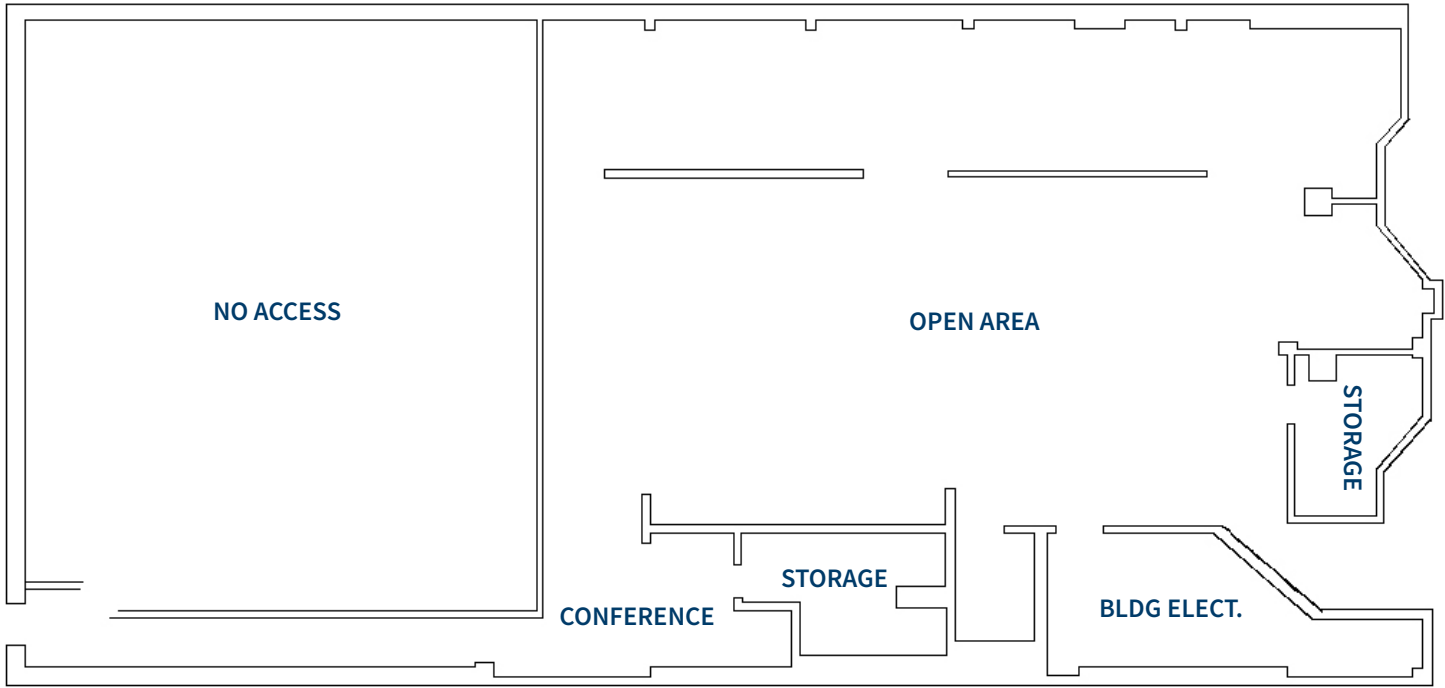 NO ACCESS
OPEN AREA
STORAGE
STORAGE
CONFERENCE
BLDG ELECT.